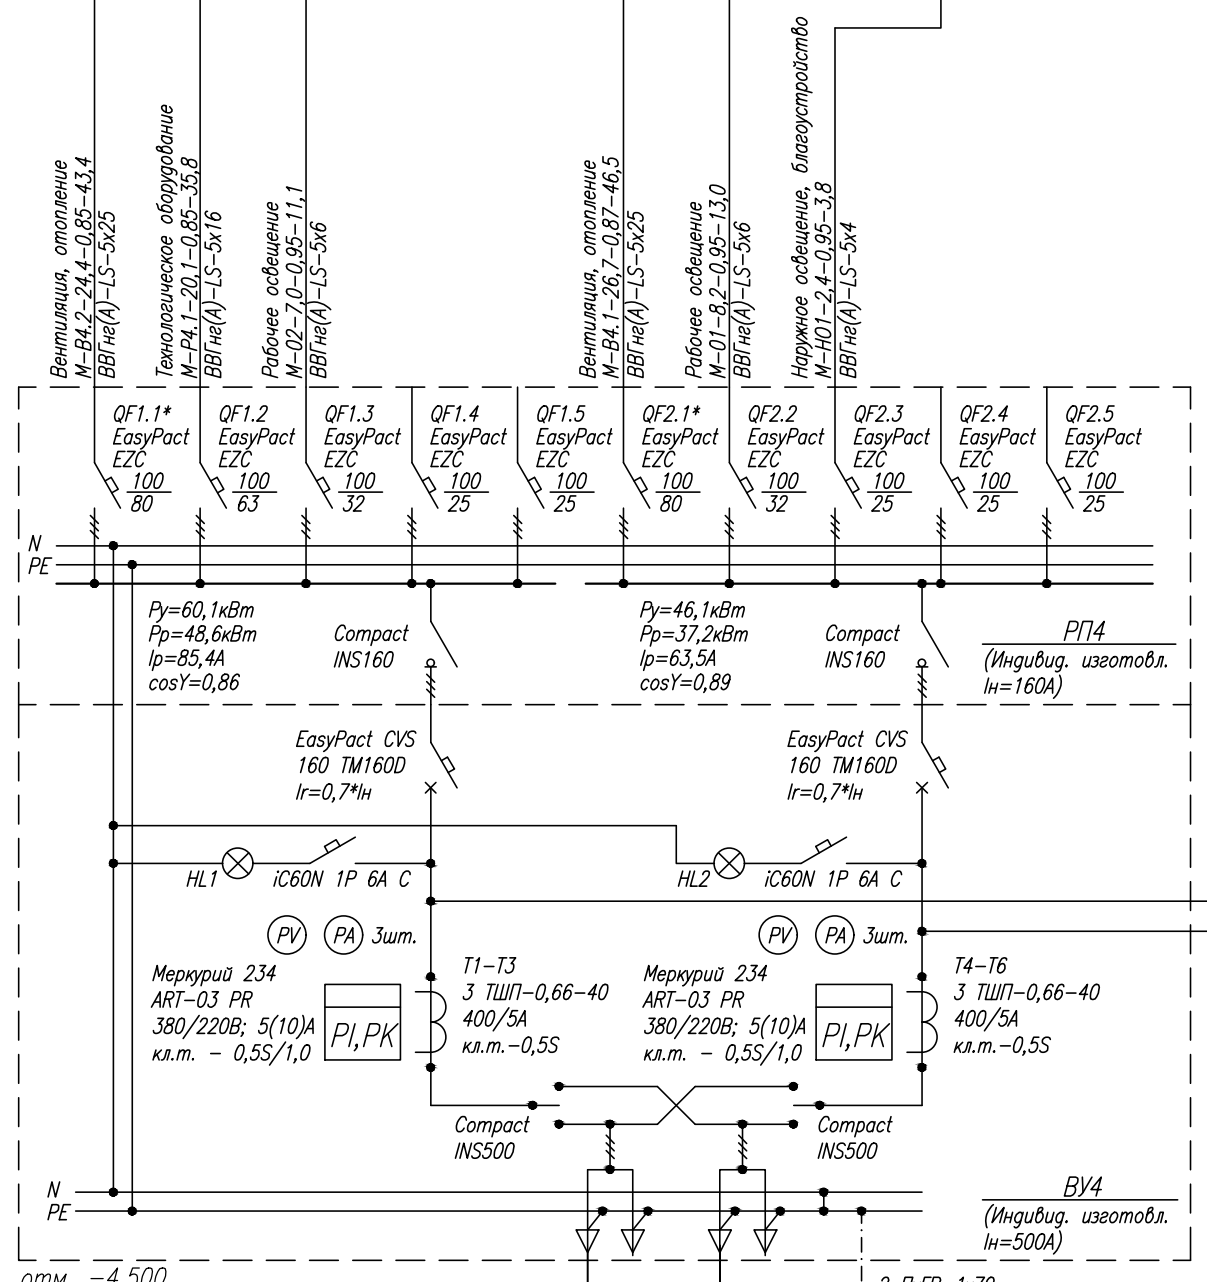 Вентиляция, отопление
М-В4.2-24,4-0,85-43,4
ВВГнг(А)-LS-5х25
Технологическое оборудование
М-Р4.1-20,1-0,85-35,8
ВВГнг(А)-LS-5х16
Рабочее освещение
М-02-7,0-0,95-11,1
ВВГнг(А)-LS-5х6
Вентиляция, отопление
М-В4.1-26,7-0,87-46,5
ВВГнг(А)-LS-5х25
Рабочее освещение
М-01-8,2-0,95-13,0
ВВГнг(А)-LS-5х6
Наружное освещение, благоустройство
М-Н01-2,4-0,95-3,8
ВВГнг(А)-LS-5х4
QF1.1*
EasyPact
EZC
100
80
QF1.2
EasyPact
EZC
100
63
QF1.3
EasyPact
EZC
100
32
QF1.4
EasyPact
EZC
100
25
QF1.5
EasyPact
EZC
100
25
QF2.1*
EasyPact
EZC
100
80
QF2.2
EasyPact
EZC
100
32
QF2.3
EasyPact
EZC
100
25
QF2.4
EasyPact
EZC
100
25
QF2.5
EasyPact
EZC
100
25
N
PE
Ру=60,1кВт
Рр=48,6кВт
Iр=85,4А
cosY=0,86
Compact
INS160
Ру=46,1кВт
Рр=37,2кВт
Iр=63,5А
cosY=0,89
Compact
INS160
РП4
(Индивид. изготовл.
Iн=160А)
EasyPact CVS
160 TM160D
Ir=0,7*Iн
EasyPact CVS
160 TM160D
Ir=0,7*Iн
HL1
iC60N 1P 6A C
HL2
iC60N 1P 6A C
PV
PA
3шт.
PV
PA
3шт.
Меркурий 234
ART-03 PR
380/220В; 5(10)А
кл.т. - 0,5S/1,0
PI,PK
Т1-Т3
3 ТШП-0,66-40
400/5А
кл.т.-0,5S
Меркурий 234
ART-03 PR
380/220В; 5(10)А
кл.т. - 0,5S/1,0
PI,PK
Т4-Т6
3 ТШП-0,66-40
400/5А
кл.т.-0,5S
Compact
INS500
Compact
INS500
N
PE
ВУ4
(Индивид. изготовл.
Iн=500А)
отм. -4,500